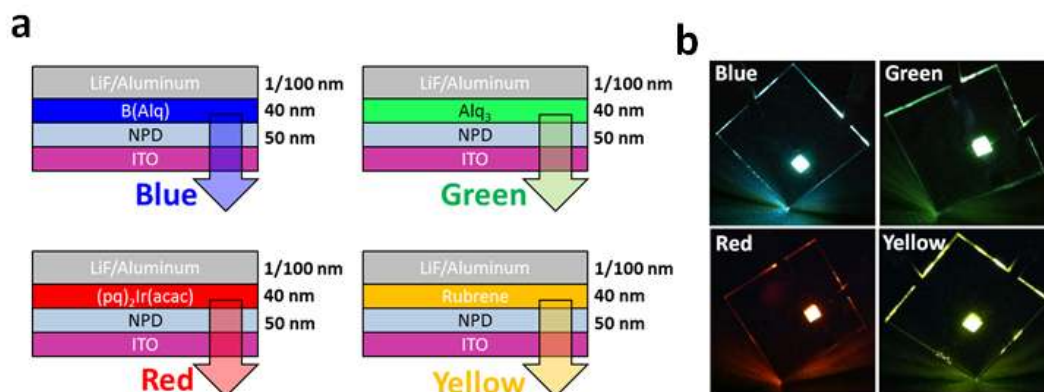 a
LiF/Aluminum 1/100 nm
B(Alq) 40 nm
NPD 50 nm
ITO
Blue
LiF/Aluminum 1/100 nm
Alq₃ 40 nm
NPD 50 nm
ITO
Green
LiF/Aluminum 1/100 nm
(pq)₂Ir(acac) 40 nm
NPD 50 nm
ITO
Red
LiF/Aluminum 1/100 nm
Rubrene 40 nm
NPD 50 nm
ITO
Yellow
b
Blue
Green
Red
Yellow